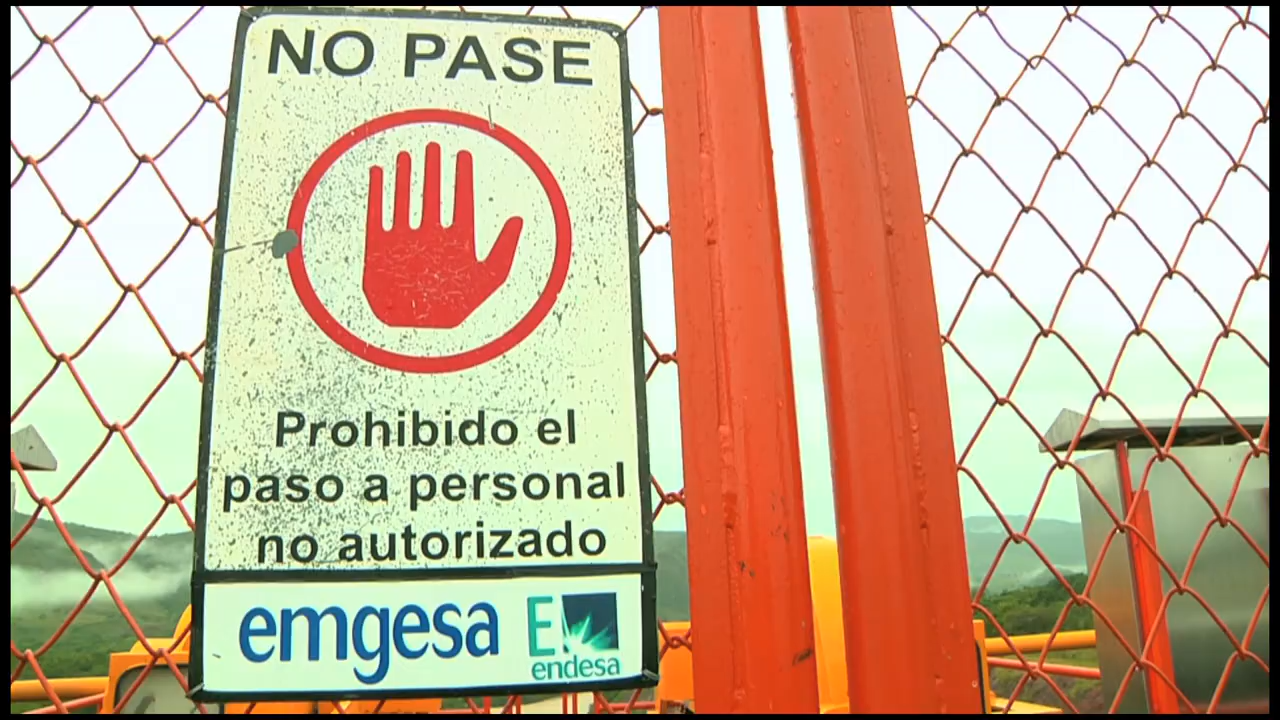 NO PASE
Prohibido el
paso a personal
no autorizado
emgesa
E
endesa